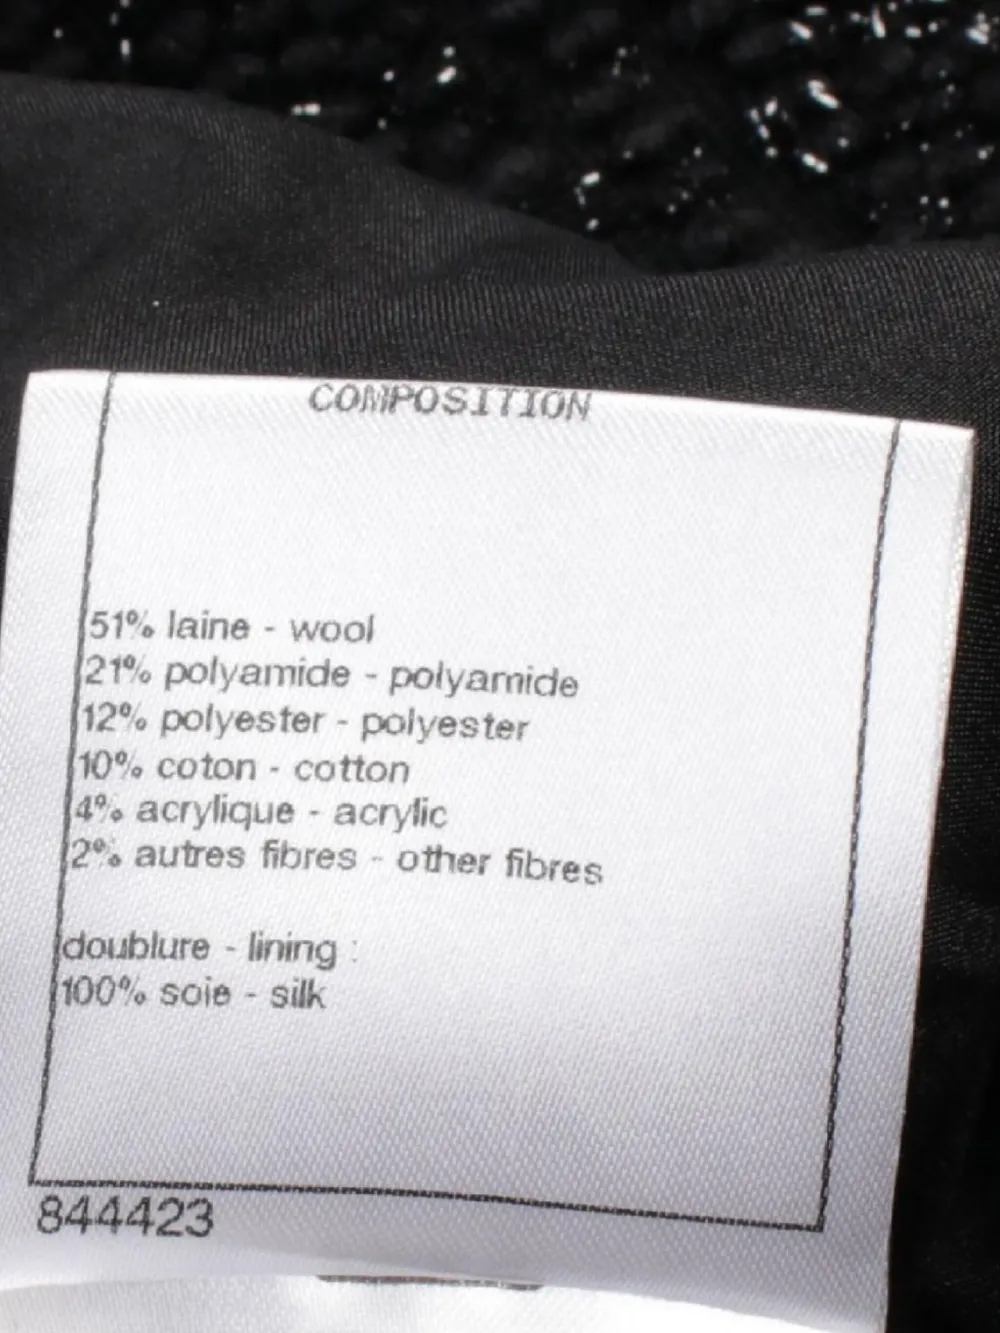 COMPOSITION
51% laine - wool
21% polyamide - polyamide
12% polyester - polyester
10% coton - cotton
4% acrylique - acrylic
2% autres fibres - other fibres
doublure - lining :
100% soie - silk
844423